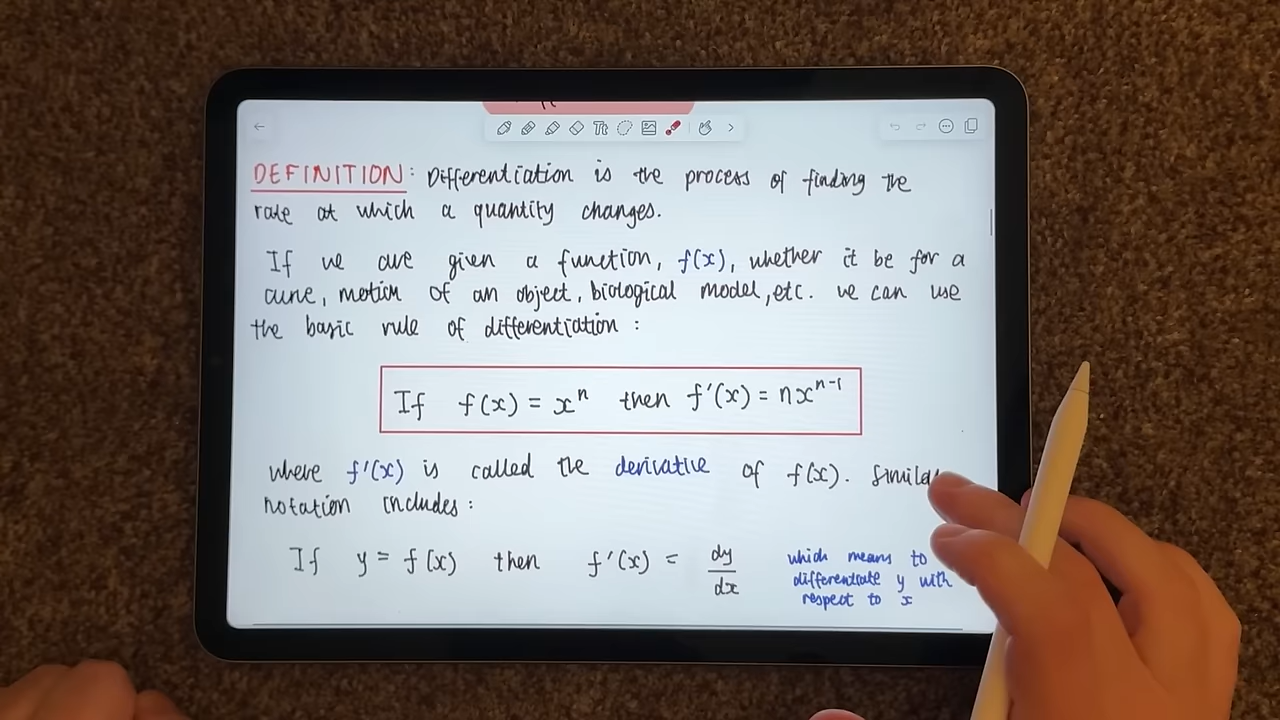 DEFINITION: Differentiation is the process of finding the
rate at which a quantity changes.
If we are given a function, f(x), whether it be for a
curve, motion of an object, biological model, etc. we can use
the basic rule of differentiation :
If f(x) = xⁿ then f'(x) = nxⁿ⁻¹
where f'(x) is called the derivative of f(x). Simila
notation includes :
If y = f(x) then f'(x) = dy/dx
which means to
differentiate y with
respect to x